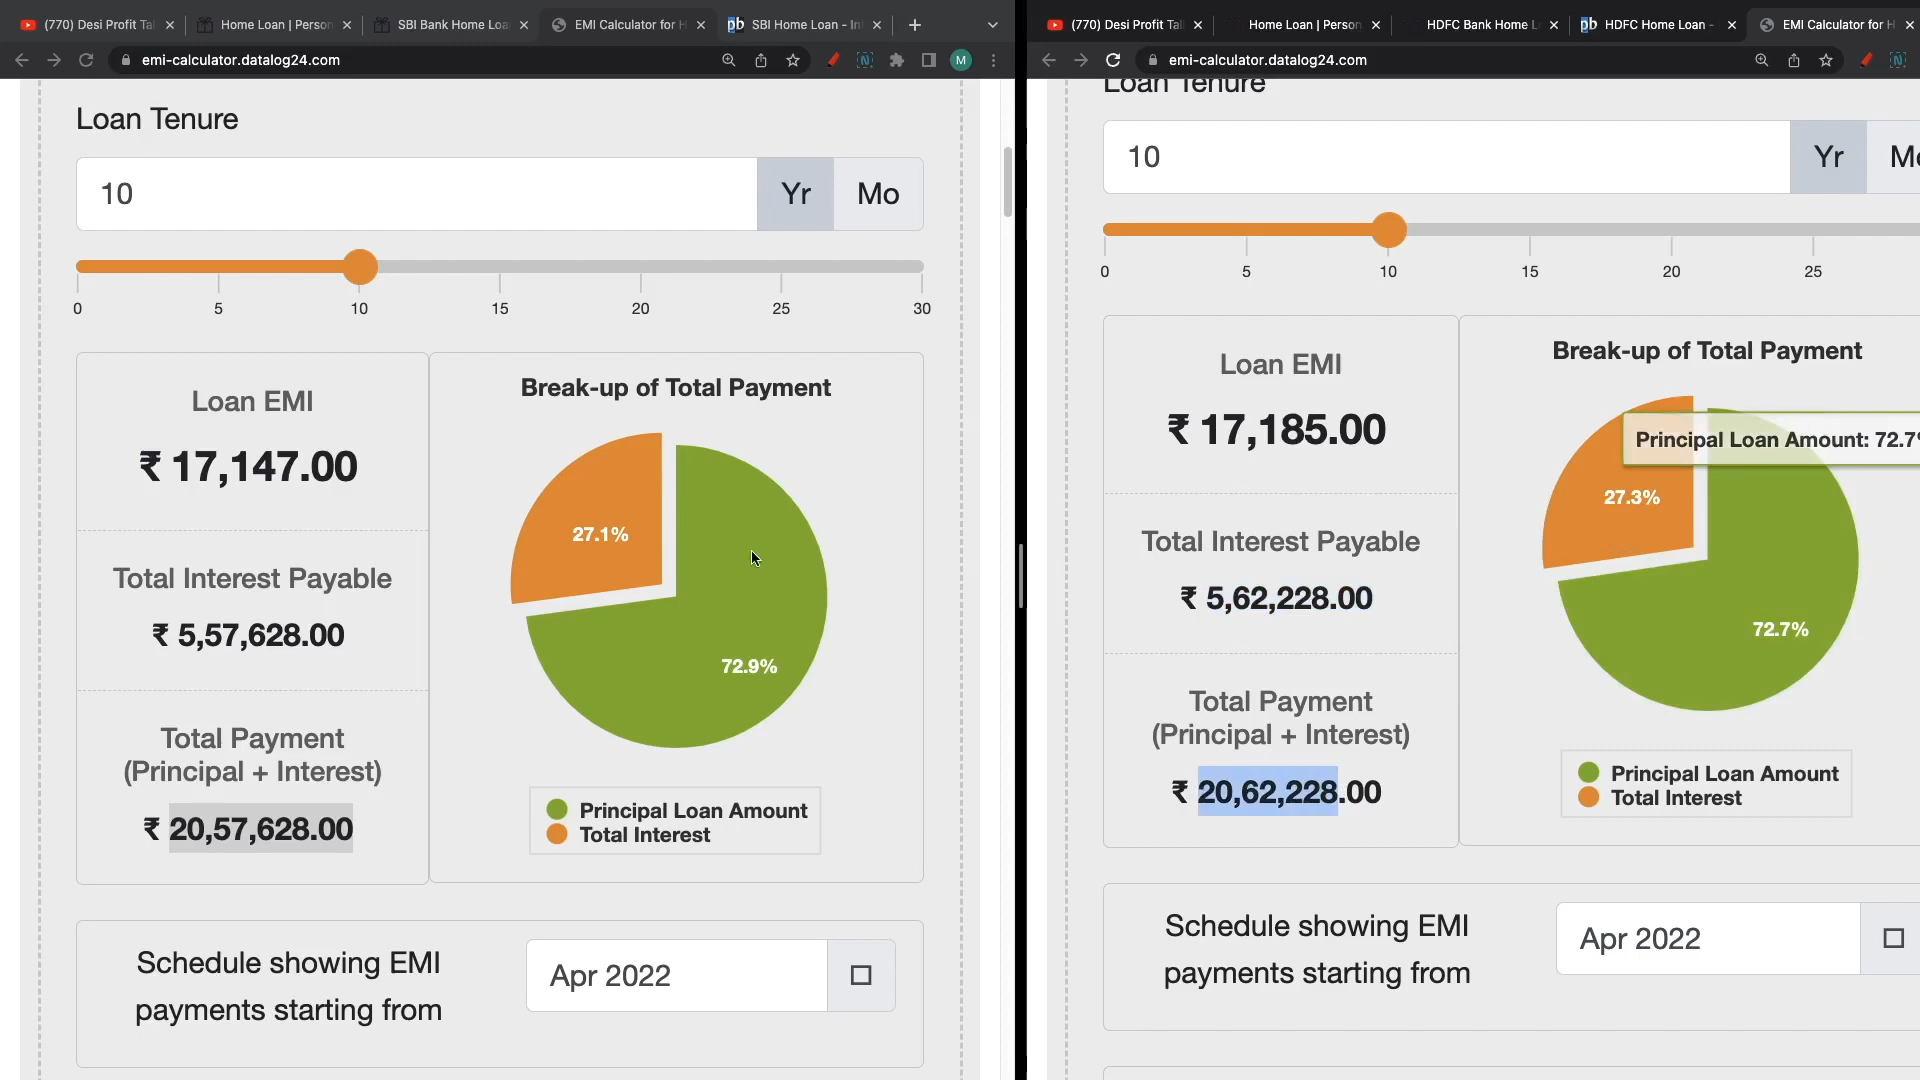 (770) Desi Profit Ta
Home Loan | Person
SBI Bank Home Loa
EMI Calculator for H
pb SBI Home Loan - Int
emi-calculator.datalog24.com
M
Loan Tenure
10 Yr Mo
0 5 10 15 20 25 30
Loan EMI
₹ 17,147.00
Total Interest Payable
₹ 5,57,628.00
Total Payment
(Principal + Interest)
₹ 20,57,628.00
Break-up of Total Payment
27.1%
72.9%
Principal Loan Amount
Total Interest
Schedule showing EMI
payments starting from
Apr 2022
(770) Desi Profit Tal
Home Loan | Person
HDFC Bank Home L
pb HDFC Home Loan -
EMI Calculator for H
emi-calculator.datalog24.com
Loan Tenure
10 Yr Mo
0 5 10 15 20 25
Loan EMI
₹ 17,185.00
Total Interest Payable
₹ 5,62,228.00
Total Payment
(Principal + Interest)
₹ 20,62,228.00
Break-up of Total Payment
Principal Loan Amount: 72.7%
27.3%
72.7%
Principal Loan Amount
Total Interest
Schedule showing EMI
payments starting from
Apr 2022